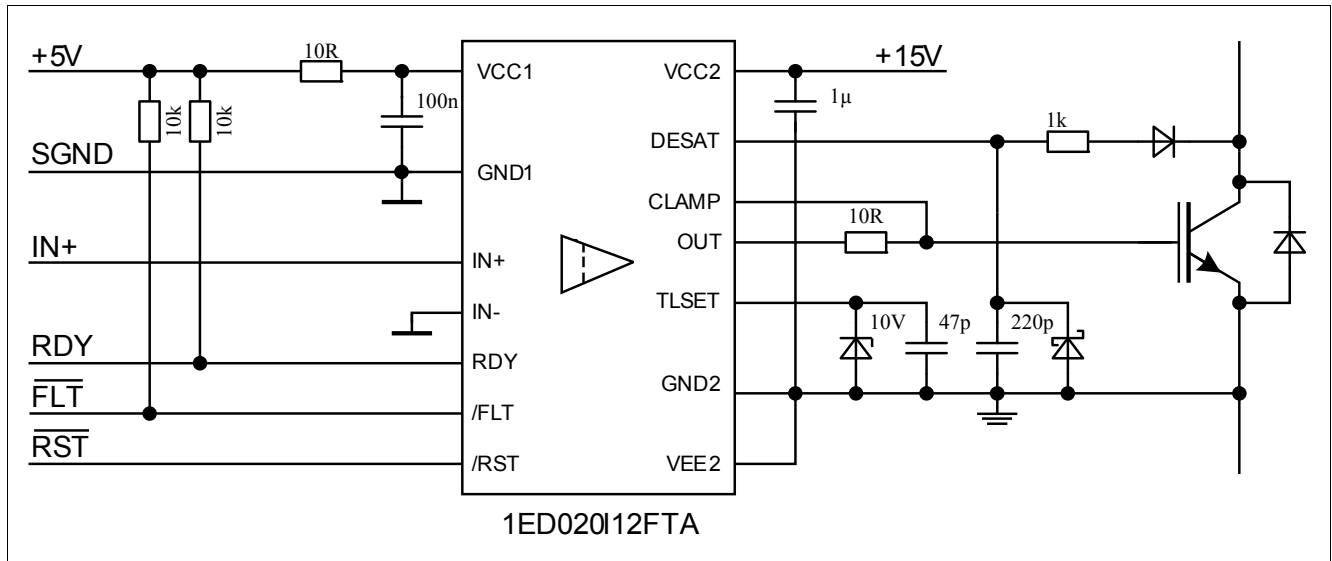 +5V
10R
10k
10k
100n
SGND
IN+
RDY
FLT
RST
VCC1
GND1
IN+
IN-
RDY
/FLT
/RST
VCC2
DESAT
CLAMP
OUT
TLSET
GND2
VEE2
+15V
1µ
1k
10R
10V
47p
220p
1ED020I12FTA